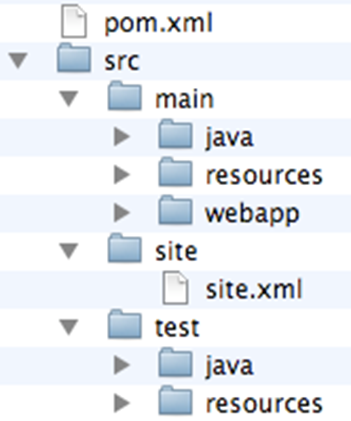 pom.xml
src
main
java
resources
webapp
site
site.xml
test
java
resources